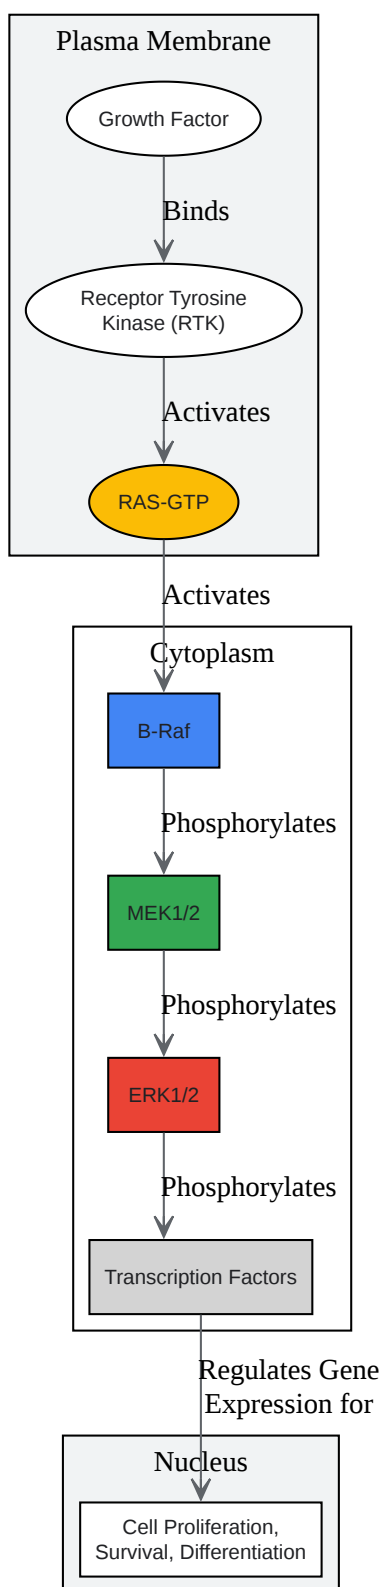 Plasma Membrane
Growth Factor
Binds
Receptor Tyrosine
Kinase (RTK)
Activates
RAS-GTP
Activates
Cytoplasm
B-Raf
Phosphorylates
MEK1/2
Phosphorylates
ERK1/2
Phosphorylates
Transcription Factors
Regulates Gene
Expression for
Nucleus
Cell Proliferation,
Survival, Differentiation